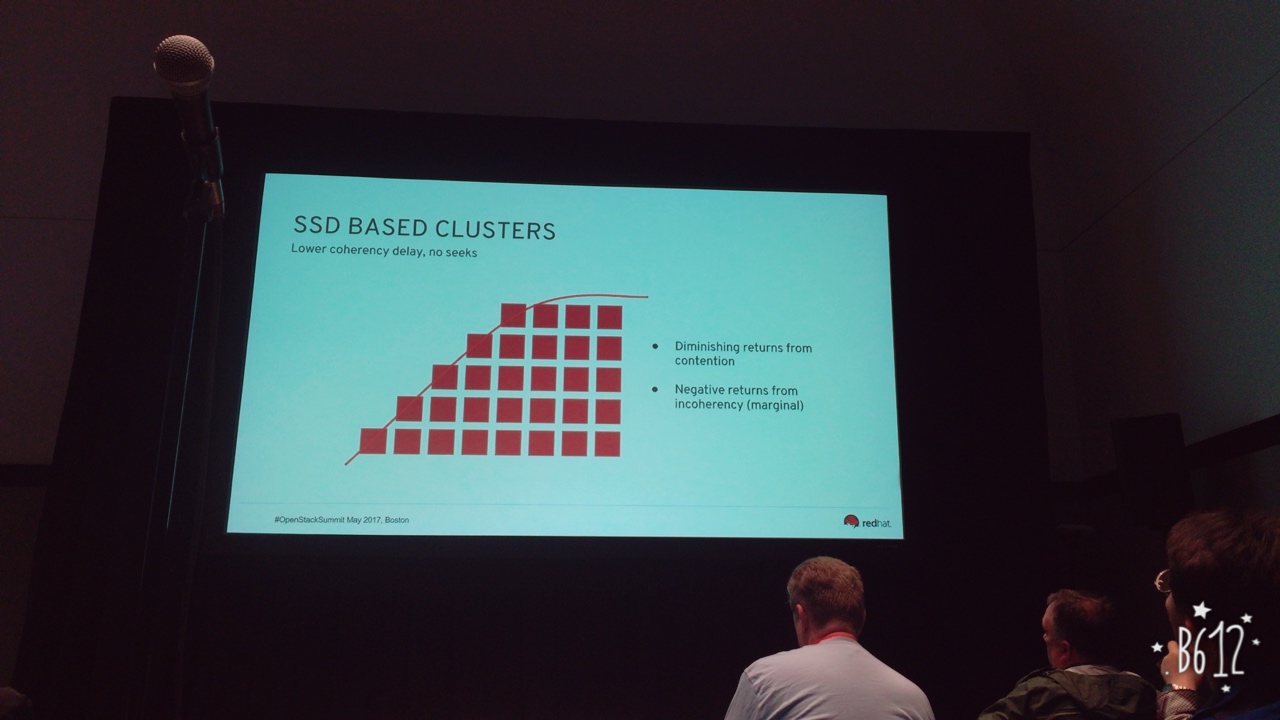 SSD BASED CLUSTERS
Lower coherency delay, no seeks
● Diminishing returns from
contention
● Negative returns from
incoherency (marginal)
#OpenStackSummit May 2017, Boston
redhat.
B612